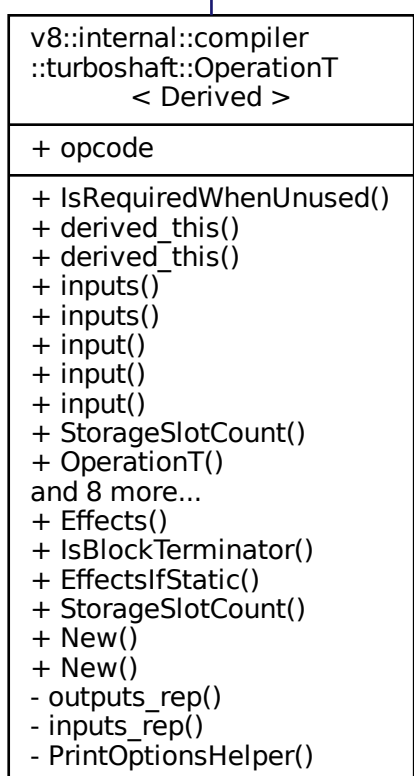 v8::internal::compiler
::turboshaft::OperationT
< Derived >
+ opcode
+ IsRequiredWhenUnused()
+ derived_this()
+ derived_this()
+ inputs()
+ inputs()
+ input()
+ input()
+ input()
+ StorageSlotCount()
+ OperationT()
and 8 more...
+ Effects()
+ IsBlockTerminator()
+ EffectsIfStatic()
+ StorageSlotCount()
+ New()
+ New()
- outputs_rep()
- inputs_rep()
- PrintOptionsHelper()